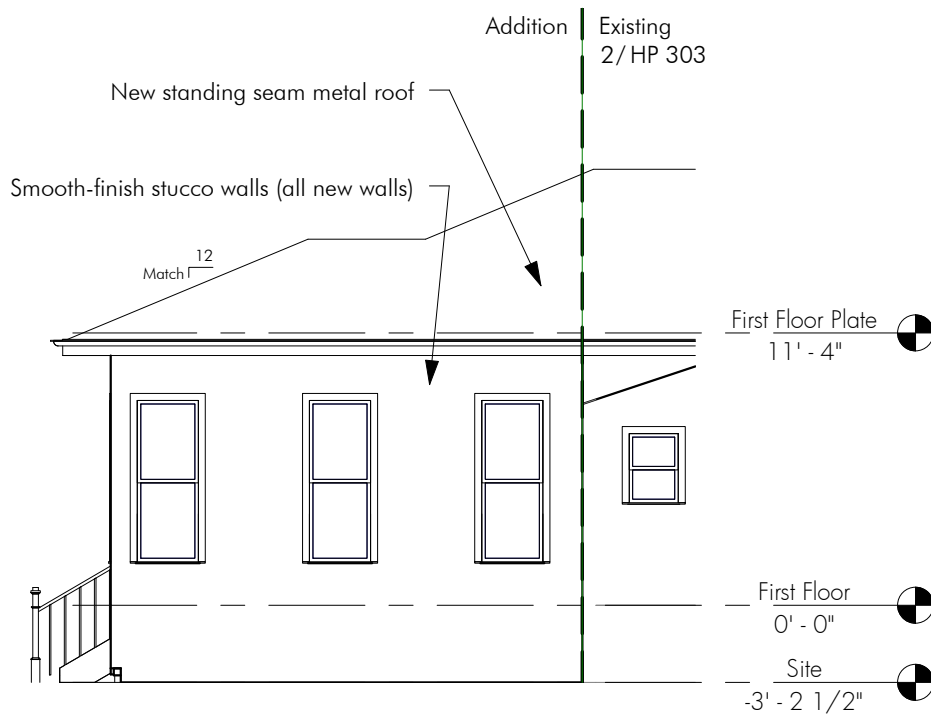 Addition
Existing
2/HP 303
New standing seam metal roof
Smooth-finish stucco walls (all new walls)
12
Match
First Floor Plate
11' - 4"
First Floor
0' - 0"
Site
-3' - 2 1/2"